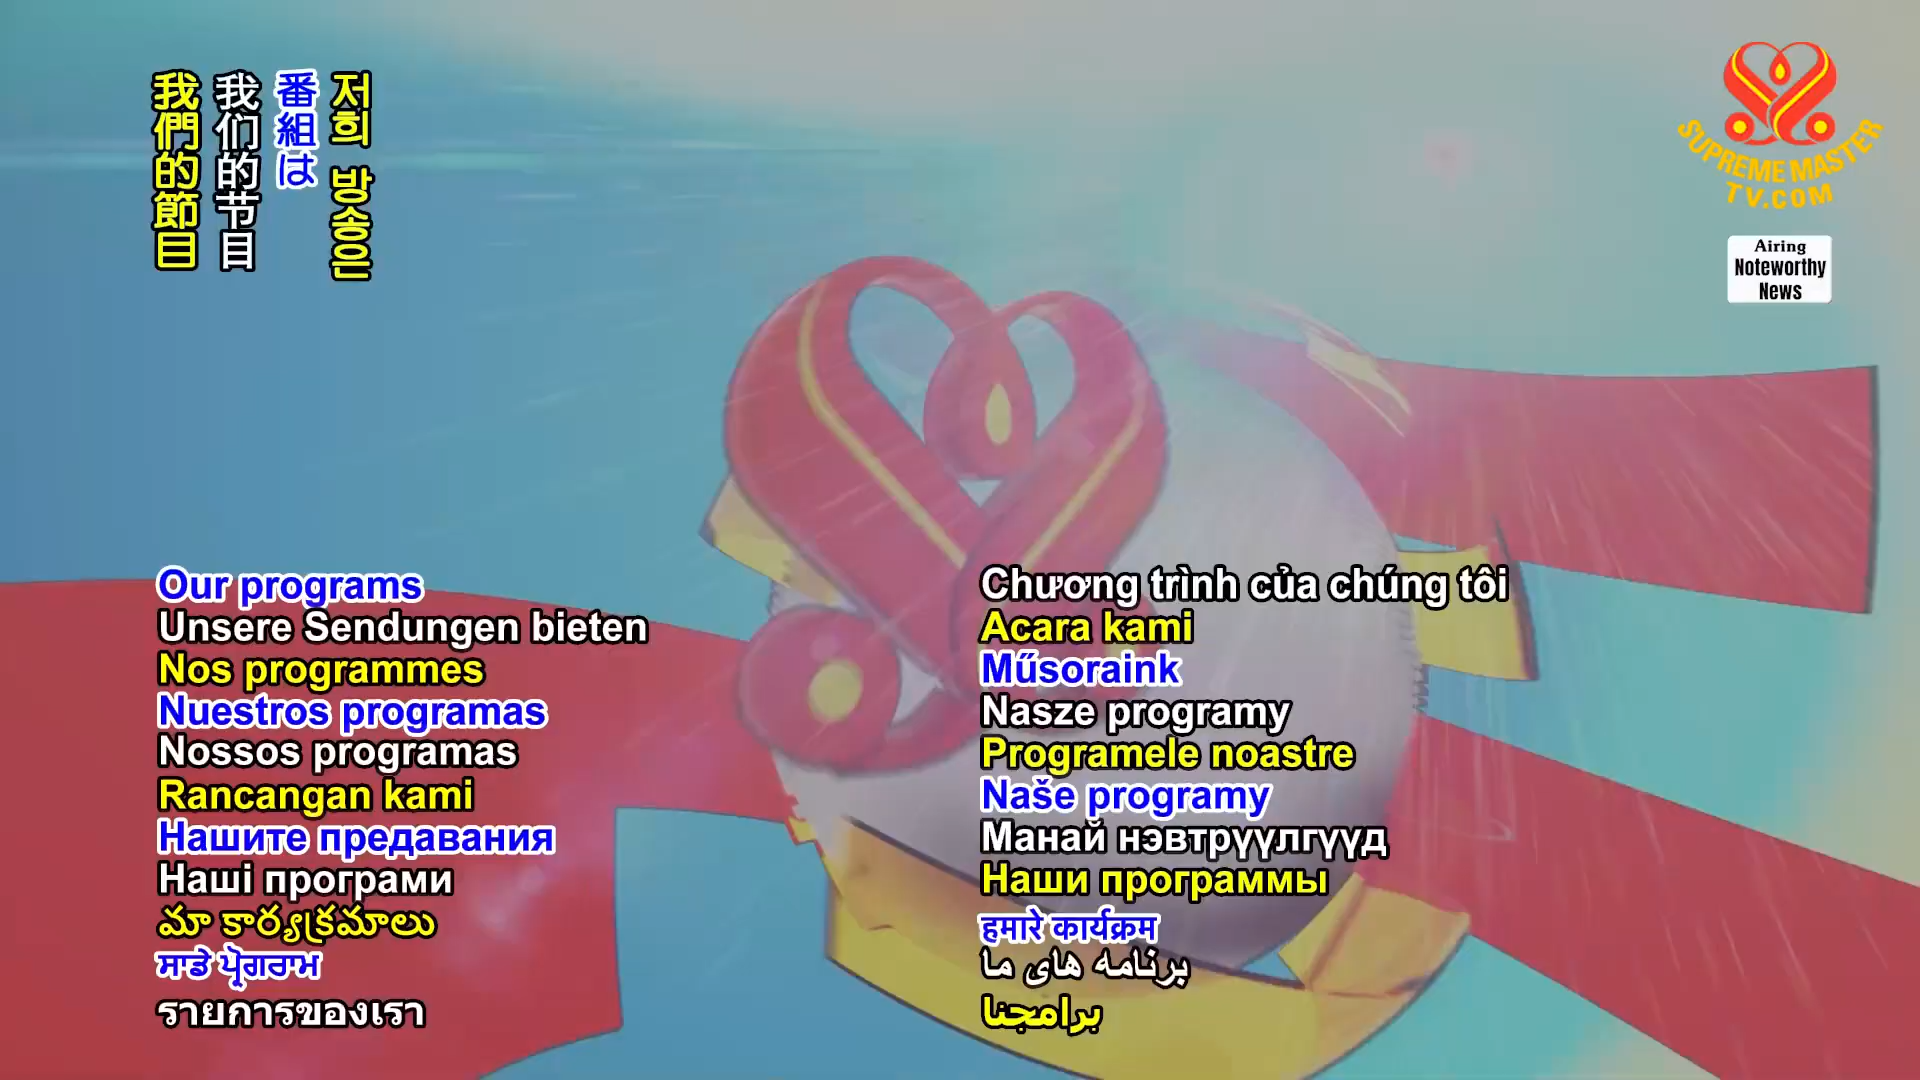 我們的節目
我们的节目
番組は
저희 방송은
SUPREME MASTER
TV.COM
Airing
Noteworthy
News
Our programs
Unsere Sendungen bieten
Nos programmes
Nuestros programas
Nossos programas
Rancangan kami
Нашите предавания
Наші програми
మా కార్యక్రమాలు
ਸਾਡੇ ਪ੍ਰੋਗਰਾਮ
รายการของเรา
Chương trình của chúng tôi
Acara kami
Műsoraink
Nasze programy
Programele noastre
Naše programy
Манай нэвтрүүлгүүд
Наши программы
हमारे कार्यक्रम
برنامه های ما
برامجنا